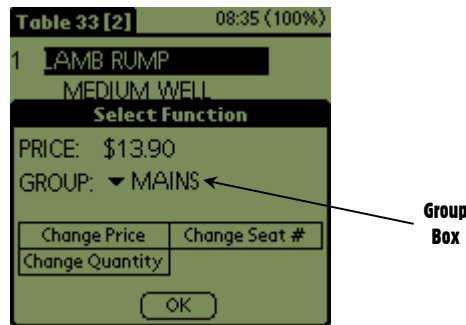 Table 33 [2] 08:35 (100%)
1 LAMB RUMP
MEDIUM WELL
Select Function
PRICE: $13.90
GROUP: MAINS
Change Price Change Seat #
Change Quantity
OK
Group
Box